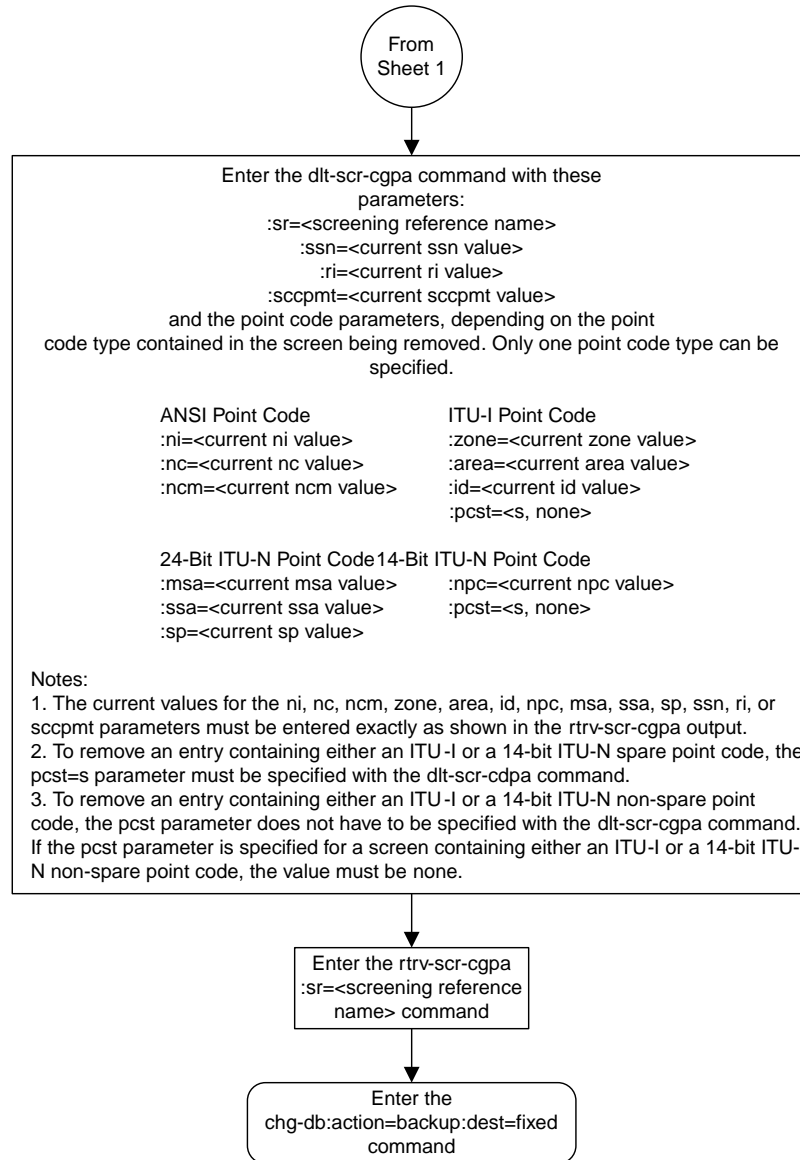 From
Sheet 1
Enter the dlt-scr-cgpa command with these
parameters:
:sr=<screening reference name>
:ssn=<current ssn value>
:ri=<current ri value>
:sccpmt=<current sccpmt value>
and the point code parameters, depending on the point
code type contained in the screen being removed. Only one point code type can be
specified.
ANSI Point Code
:ni=<current ni value>
:nc=<current nc value>
:ncm=<current ncm value>
ITU-I Point Code
:zone=<current zone value>
:area=<current area value>
:id=<current id value>
:pcst=<s, none>
24-Bit ITU-N Point Code
:msa=<current msa value>
:ssa=<current ssa value>
:sp=<current sp value>
14-Bit ITU-N Point Code
:npc=<current npc value>
:pcst=<s, none>
Notes:
1. The current values for the ni, nc, ncm, zone, area, id, npc, msa, ssa, sp, ssn, ri, or
sccpmt parameters must be entered exactly as shown in the rtrv-scr-cgpa output.
2. To remove an entry containing either an ITU-I or a 14-bit ITU-N spare point code, the
pcst=s parameter must be specified with the dlt-scr-cdpa command.
3. To remove an entry containing either an ITU-I or a 14-bit ITU-N non-spare point
code, the pcst parameter does not have to be specified with the dlt-scr-cgpa command.
If the pcst parameter is specified for a screen containing either an ITU-I or a 14-bit ITU-
N non-spare point code, the value must be none.
Enter the rtrv-scr-cgpa
:sr=<screening reference
name> command
Enter the
chg-db:action=backup:dest=fixed
command